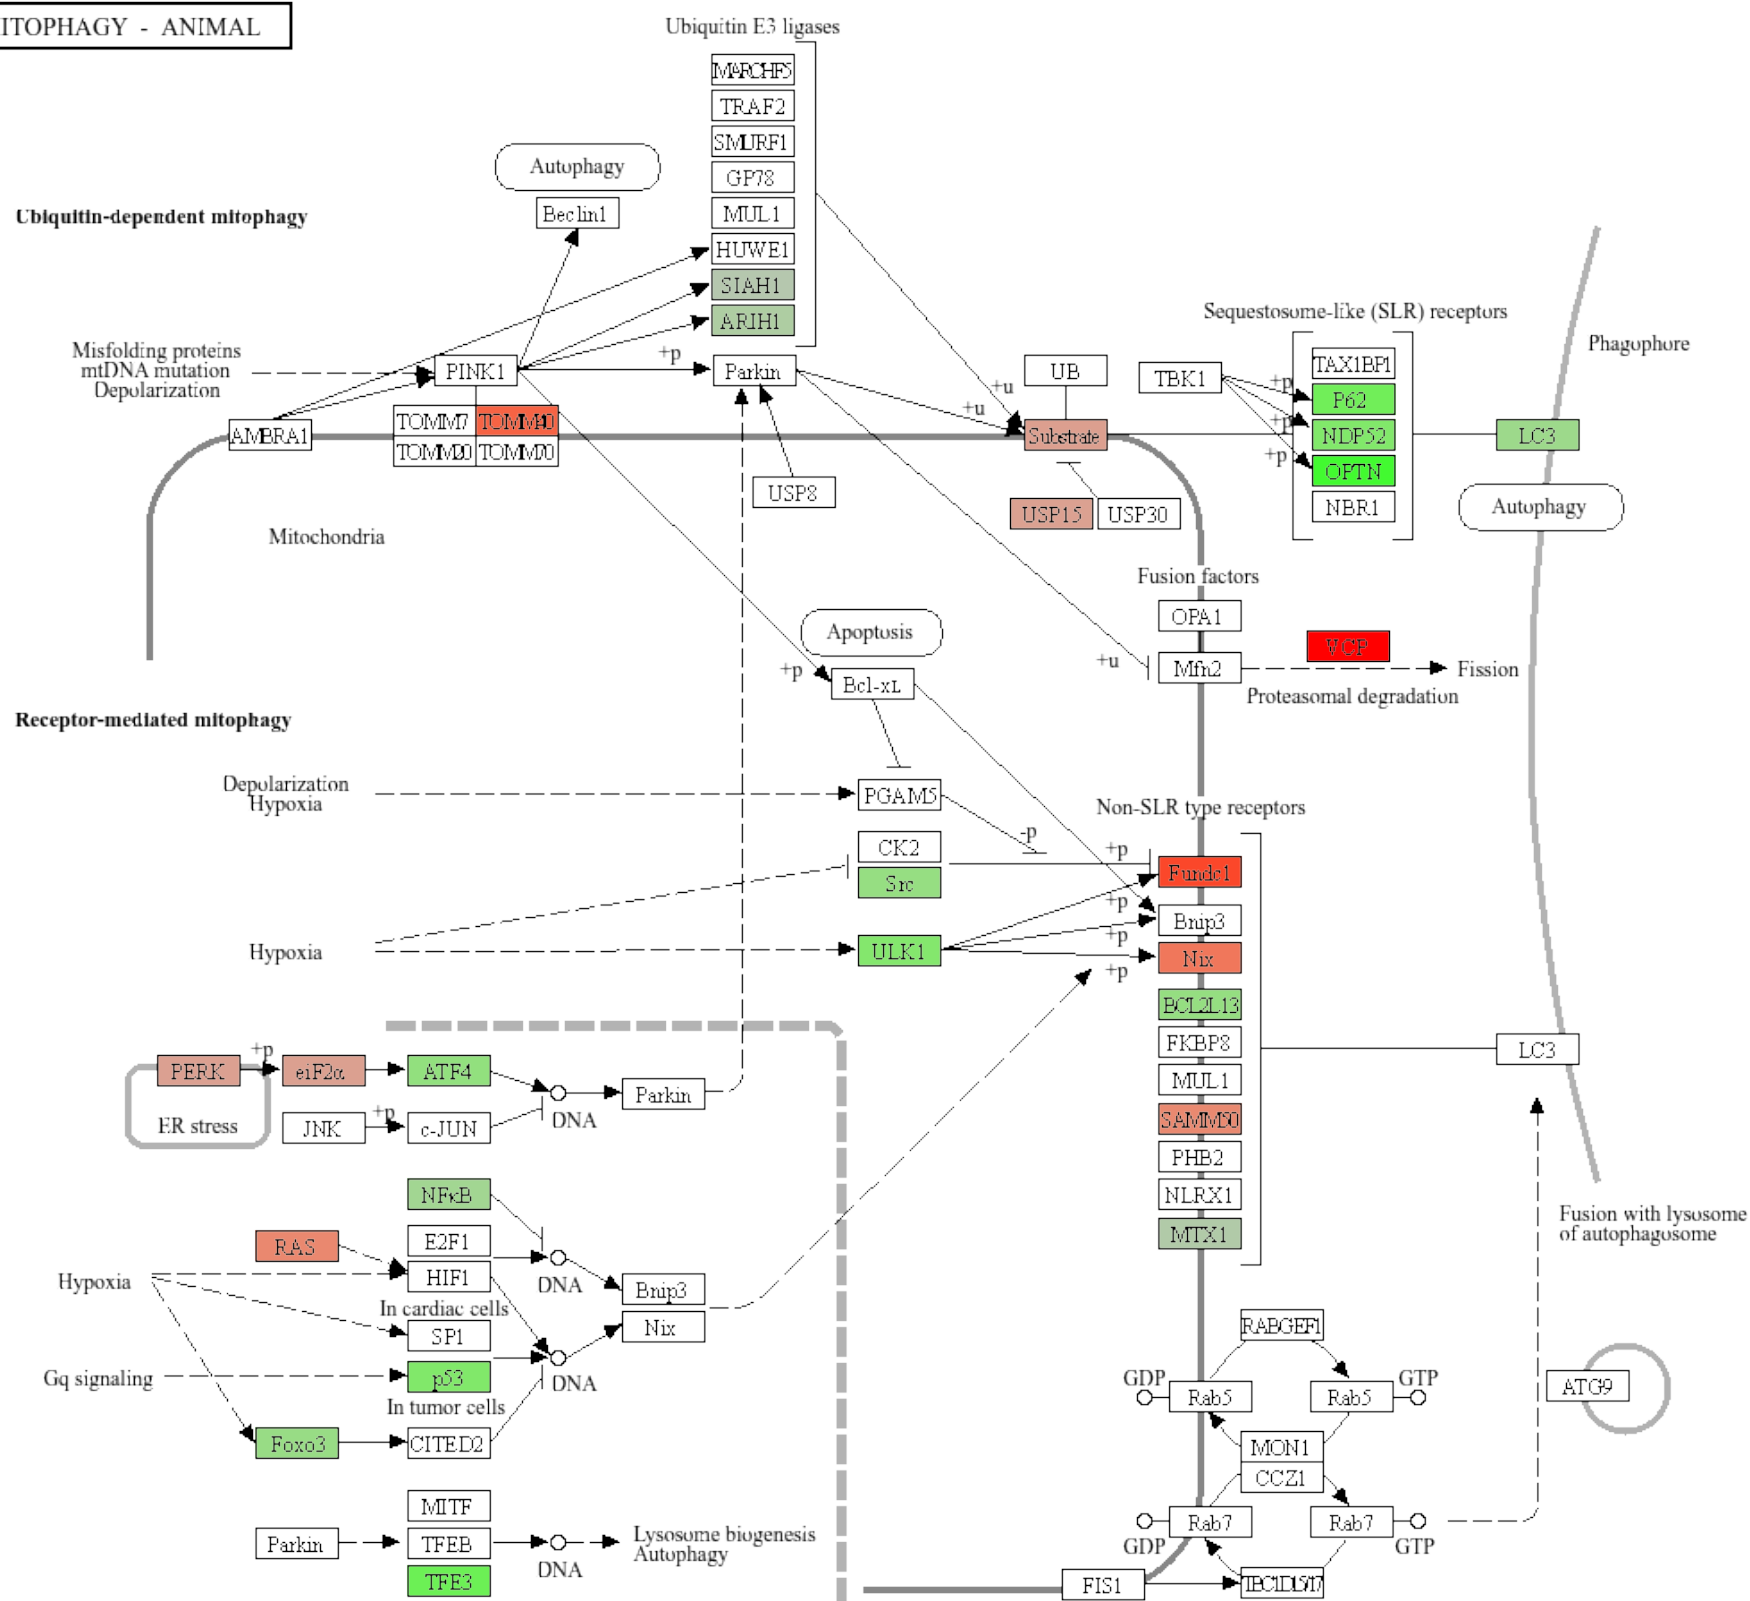 ITOPHAGY - ANIMAL
Ubiquitin E3 ligases
MARCHF5
TRAF2
SMURF1
GP78
MUL1
HUWE1
SIAH1
ARIH1
Autophagy
Beclin1
Ubiquitin-dependent mitophagy
Misfolding proteins
mtDNA mutation
Depolarization
PINK1
+p
Parkin
AMBRA1
TOMM7
TOMM40
TOMM20
TOMM70
USP8
Mitochondria
UB
+u
+u
Substrate
USP15
USP30
TBK1
+p
+p
+p
Sequestosome-like (SLR) receptors
TAX1BP1
P62
NDP52
OPTN
NBR1
Phagophore
LC3
Autophagy
Fusion factors
OPA1
Mfn2
+u
VCP
Fission
Proteasomal degradation
Apoptosis
+p
Bcl-xL
Receptor-mediated mitophagy
Depolarization
Hypoxia
PGAM5
-p
CK2
Src
Hypoxia
ULK1
Non-SLR type receptors
+p
Fundc1
+p
Bnip3
+p
Nix
+p
BCL2L13
FKBP8
MUL1
SAMM50
PHB2
NLRX1
MTX1
LC3
PERK
+p
eiF2α
ATF4
ER stress
JNK
+p
c-JUN
DNA
Parkin
NFκB
RAS
E2F1
HIF1
DNA
Hypoxia
In cardiac cells
SP1
Bnip3
Nix
Gq signaling
p53
DNA
In tumor cells
Foxo3
CITED2
MITF
Parkin
TFEB
DNA
Lysosome biogenesis
Autophagy
TFE3
Fusion with lysosome
of autophagosome
RABGEF1
GDP
Rab5
Rab5
GTP
MON1
CCZ1
Rab7
GDP
Rab7
GTP
FIS1
TBC1D15/17
ATG9